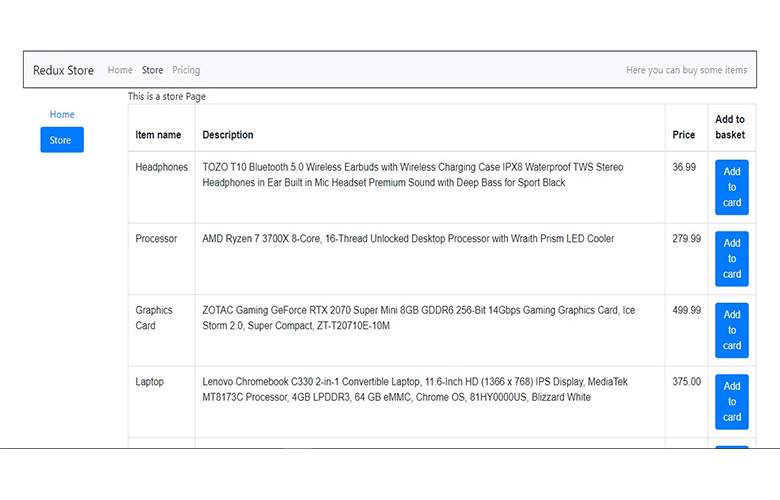 Redux Store Home Store Pricing Here you can buy some items
This is a store Page
Home
Store
Item name Description Price Add to
basket
Headphones TOZO T10 Bluetooth 5.0 Wireless Earbuds with Wireless Charging Case IPX8 Waterproof TWS Stereo 36.99
Headphones in Ear Built in Mic Headset Premium Sound with Deep Bass for Sport Black
Add
to
card
Processor AMD Ryzen 7 3700X 8-Core, 16-Thread Unlocked Desktop Processor with Wraith Prism LED Cooler 279.99
Add
to
card
Graphics
Card
ZOTAC Gaming GeForce RTX 2070 Super Mini 8GB GDDR6 256-Bit 14Gbps Gaming Graphics Card, Ice
Storm 2.0, Super Compact, ZT-T20710E-10M
499.99
Add
to
card
Laptop Lenovo Chromebook C330 2-in-1 Convertible Laptop, 11.6-Inch HD (1366 x 768) IPS Display, MediaTek 375.00
MT8173C Processor, 4GB LPDDR3, 64 GB eMMC, Chrome OS, 81HY0000US, Blizzard White
Add
to
card